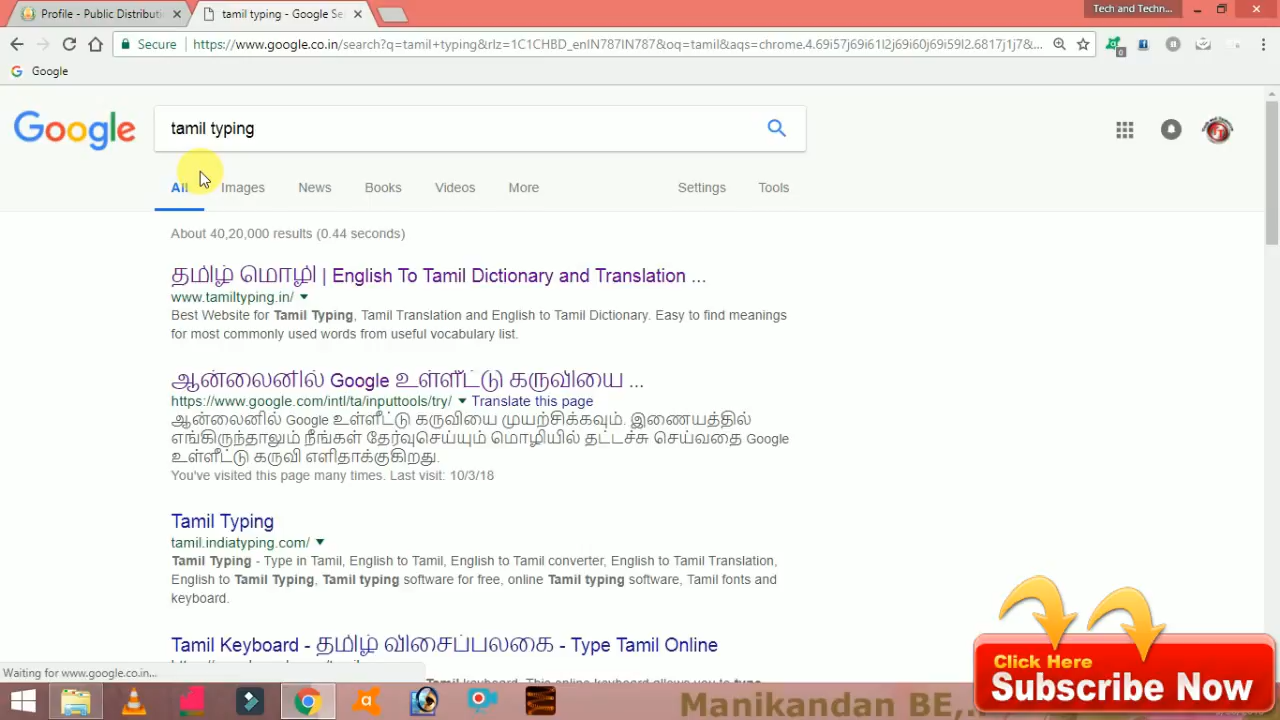 Profile - Public Distributi
tamil typing - Google Se
Tech and Techn...
Secure
https://www.google.co.in/search?q=tamil+typing&rlz=1C1CHBD_enIN787IN787&oq=tamil&aqs=chrome.4.69i57j69i61l2j69i60j69i59l2.6817j1j7&...
Google
Google
tamil typing
All Images News Books Videos More Settings Tools
About 40,20,000 results (0.44 seconds)
தமிழ் மொழி | English To Tamil Dictionary and Translation ...
www.tamiltyping.in/
Best Website for Tamil Typing, Tamil Translation and English to Tamil Dictionary. Easy to find meanings
for most commonly used words from useful vocabulary list.
ஆன்லைனில் Google உள்ளீட்டு கருவியை ...
https://www.google.com/intl/ta/inputtools/try/ Translate this page
ஆன்லைனில் Google உள்ளீட்டு கருவியை முயற்சிக்கவும். இணையத்தில்
எங்கிருந்தாலும் நீங்கள் தேர்வுசெய்யும் மொழியில் தட்டச்சு செய்வதை Google
உள்ளீட்டு கருவி எளிதாக்குகிறது.
You've visited this page many times. Last visit: 10/3/18
Tamil Typing
tamil.indiatyping.com/
Tamil Typing - Type in Tamil, English to Tamil, English to Tamil converter, English to Tamil Translation,
English to Tamil Typing, Tamil typing software for free, online Tamil typing software, Tamil fonts and
keyboard.
Tamil Keyboard - தமிழ் விசைப்பலகை - Type Tamil Online
Waiting for www.google.co.in...
Click Here
Subscribe Now
Manikandan BE,.